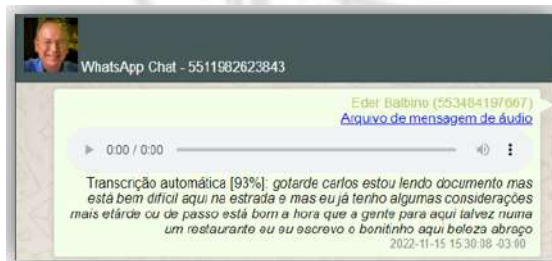 WhatsApp Chat - 5511982623843
Eder Balbino (553484197667)
Arquivo de mensagem de áudio
0:00 / 0:00
Transcrição automática [93%]: gotarde carlos estou lendo documento mas
está bem difícil aqui na estrada e mas eu já tenho algumas considerações
mais etárde ou de passo está bom a hora que a gente para aqui talvez numa
um restaurante eu eu escrevo o bonitinho aqui beleza abraço
2022-11-15 15:30:08 -03:00